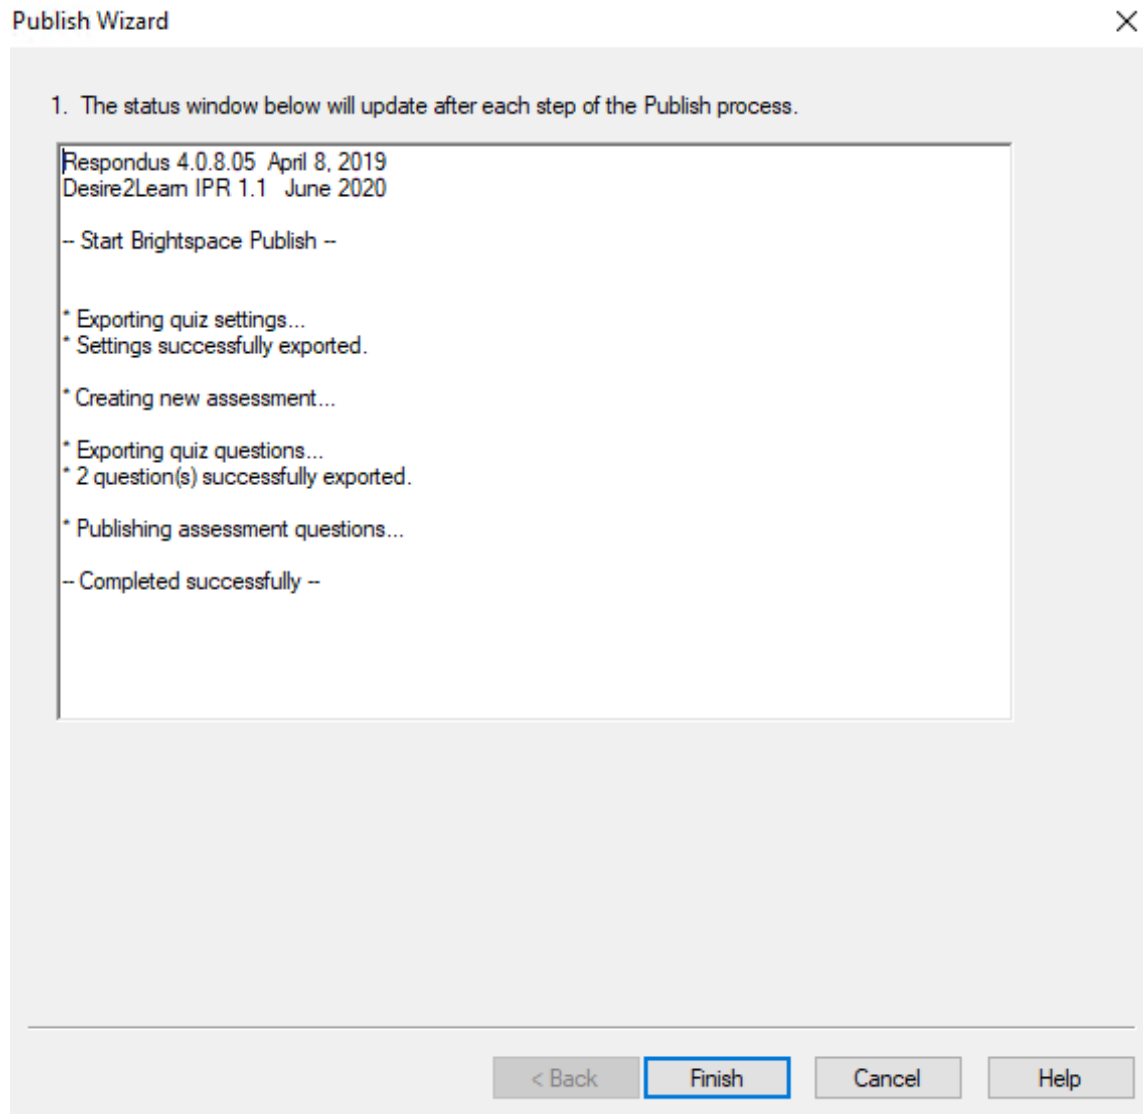 Publish Wizard
1. The status window below will update after each step of the Publish process.
Respondus 4.0.8.05 April 8, 2019
Desire2Learn IPR 1.1 June 2020
-- Start Brightspace Publish --
* Exporting quiz settings...
* Settings successfully exported.
* Creating new assessment...
* Exporting quiz questions...
* 2 question(s) successfully exported.
* Publishing assessment questions...
-- Completed successfully --
< Back Finish Cancel Help